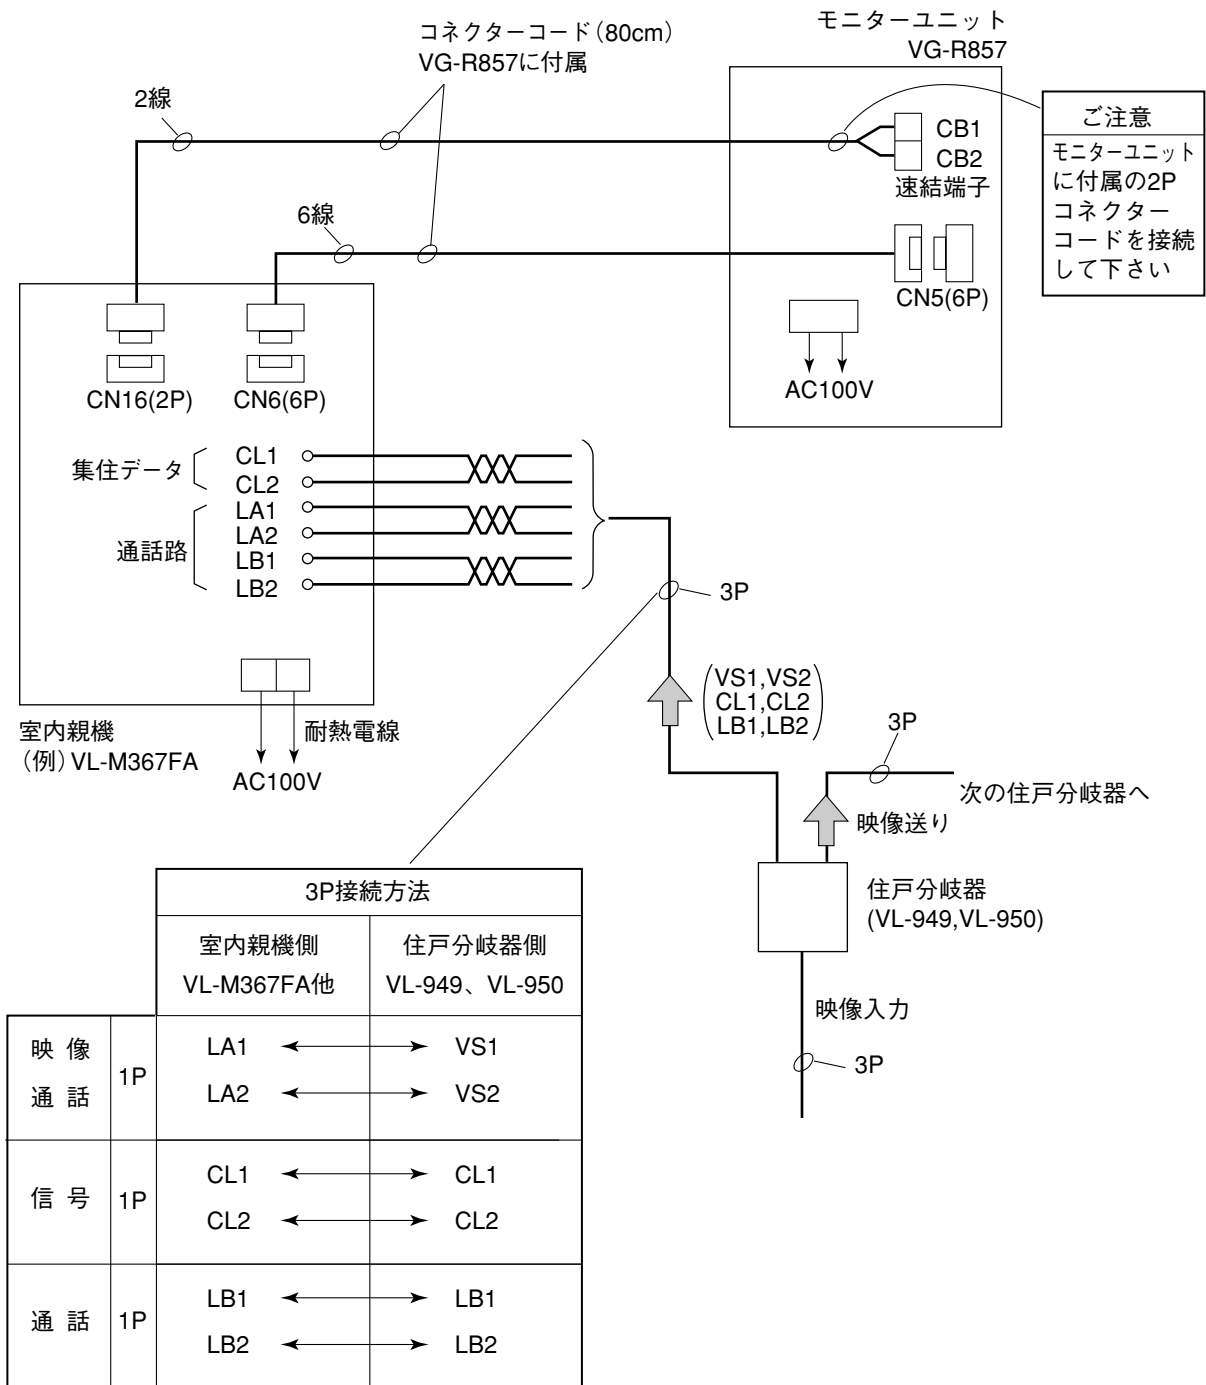 コネクターコード（80cm）
VG-R857に付属
モニターユニット
VG-R857
2線
CB1
CB2
速結端子
ご注意
モニターユニット
に付属の2P
コネクター
コードを接続
して下さい
6線
CN5(6P)
AC100V
CN16(2P)
CN6(6P)
集住データ
CL1
CL2
通話路
LA1
LA2
LB1
LB2
3P
VS1,VS2
CL1,CL2
LB1,LB2
室内親機
（例）VL-M367FA
耐熱電線
AC100V
3P
次の住戸分岐器へ
映像送り
住戸分岐器
(VL-949,VL-950)
映像入力
3P
3P接続方法
室内親機側
VL-M367FA他
住戸分岐器側
VL-949、VL-950
映像
通話
1P
LA1 VS1
LA2 VS2
信号 1P
CL1 CL1
CL2 CL2
通話 1P
LB1 LB1
LB2 LB2